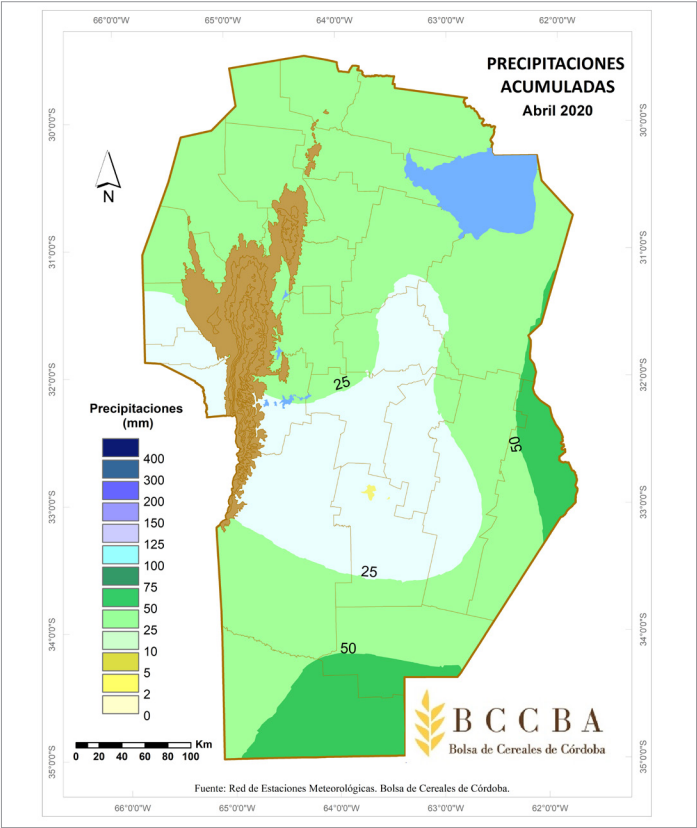 66°0'0"W 65°0'0"W 64°0'0"W 63°0'0"W 62°0'0"W
PRECIPITACIONES
ACUMULADAS
Abril 2020
30°0'0"S 30°0'0"S
N
31°0'0"S 31°0'0"S
32°0'0"S 32°0'0"S
25
50
Precipitaciones
(mm)
400
300
200
150
125
100
75
50
25
10
5
2
0
33°0'0"S 33°0'0"S
25
34°0'0"S 34°0'0"S
50
BCCBA
Bolsa de Cereales de Córdoba
Km
0 20 40 60 80 100
35°0'0"S 35°0'0"S
Fuente: Red de Estaciones Meteorológicas. Bolsa de Cereales de Córdoba.
66°0'0"W 65°0'0"W 64°0'0"W 63°0'0"W 62°0'0"W